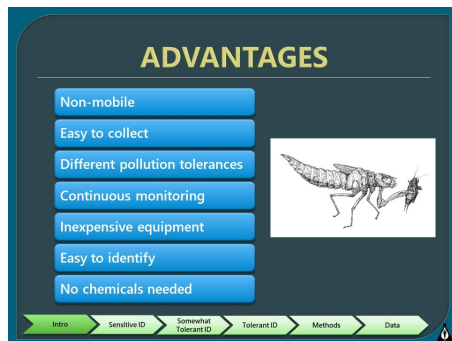 ADVANTAGES
Non-mobile
Easy to collect
Different pollution tolerances
Continuous monitoring
Inexpensive equipment
Easy to identify
No chemicals needed
Intro
Sensitive ID
Somewhat
Tolerant ID
Tolerant ID
Methods
Data